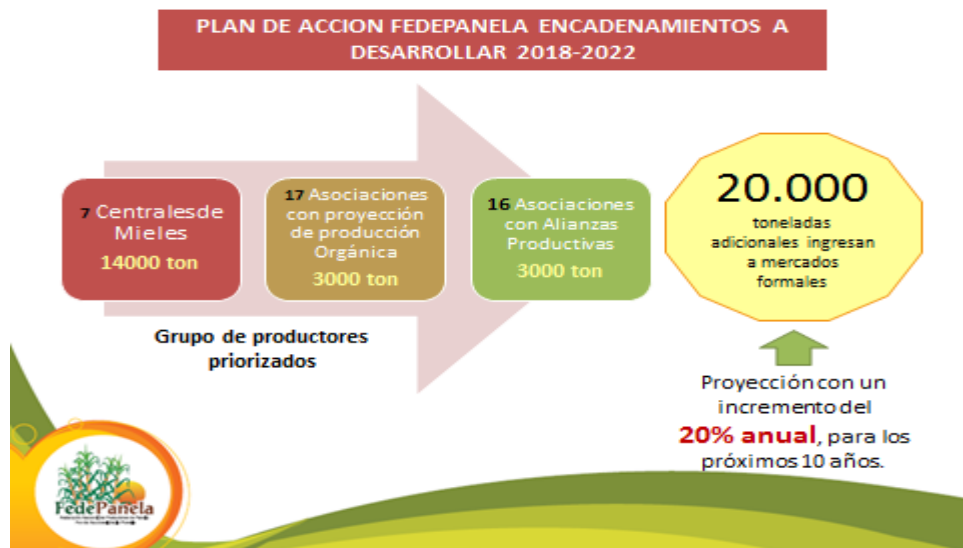 PLAN DE ACCION FEDEPANELA ENCADENAMIENTOS A
DESARROLLAR 2018-2022
7 Centralesde
Mieles
14000 ton
17 Asociaciones
con proyección
de producción
Orgánica
3000 ton
16 Asociaciones
con Alianzas
Productivas
3000 ton
20.000
toneladas
adicionales ingresan
a mercados
formales
Grupo de productores
priorizados
Proyección con un
incremento del
20% anual, para los
próximos 10 años.
FedePanela